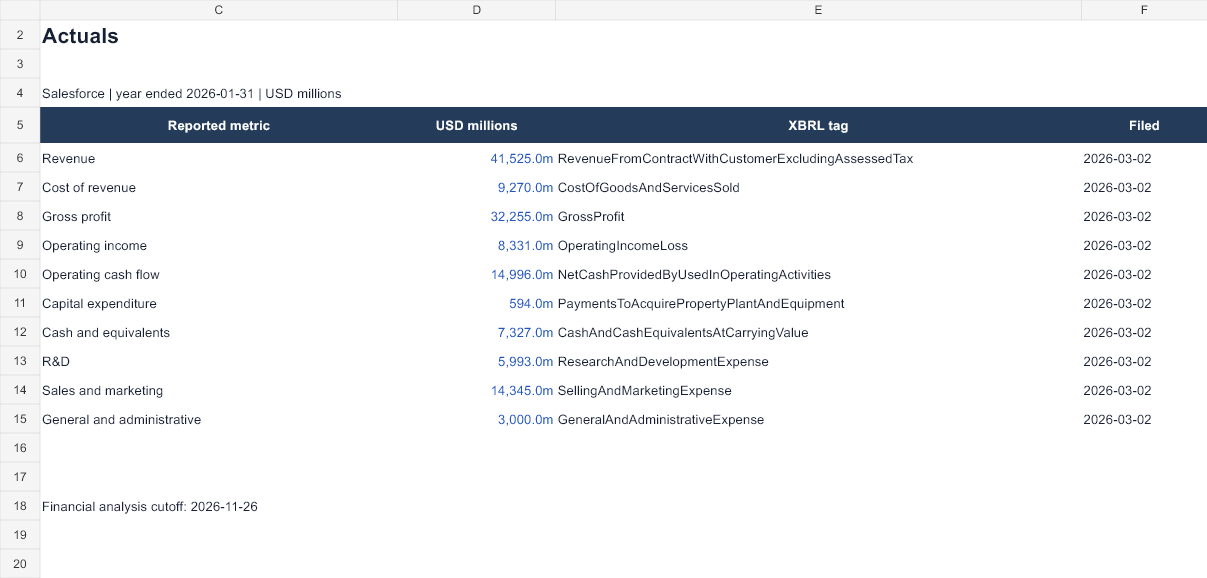 C D E F
2 Actuals
3
4 Salesforce | year ended 2026-01-31 | USD millions
5 Reported metric USD millions XBRL tag Filed
6 Revenue 41,525.0m RevenueFromContractWithCustomerExcludingAssessedTax 2026-03-02
7 Cost of revenue 9,270.0m CostOfGoodsAndServicesSold 2026-03-02
8 Gross profit 32,255.0m GrossProfit 2026-03-02
9 Operating income 8,331.0m OperatingIncomeLoss 2026-03-02
10 Operating cash flow 14,996.0m NetCashProvidedByUsedInOperatingActivities 2026-03-02
11 Capital expenditure 594.0m PaymentsToAcquirePropertyPlantAndEquipment 2026-03-02
12 Cash and equivalents 7,327.0m CashAndCashEquivalentsAtCarryingValue 2026-03-02
13 R&D 5,993.0m ResearchAndDevelopmentExpense 2026-03-02
14 Sales and marketing 14,345.0m SellingAndMarketingExpense 2026-03-02
15 General and administrative 3,000.0m GeneralAndAdministrativeExpense 2026-03-02
16
17
18 Financial analysis cutoff: 2026-11-26
19
20